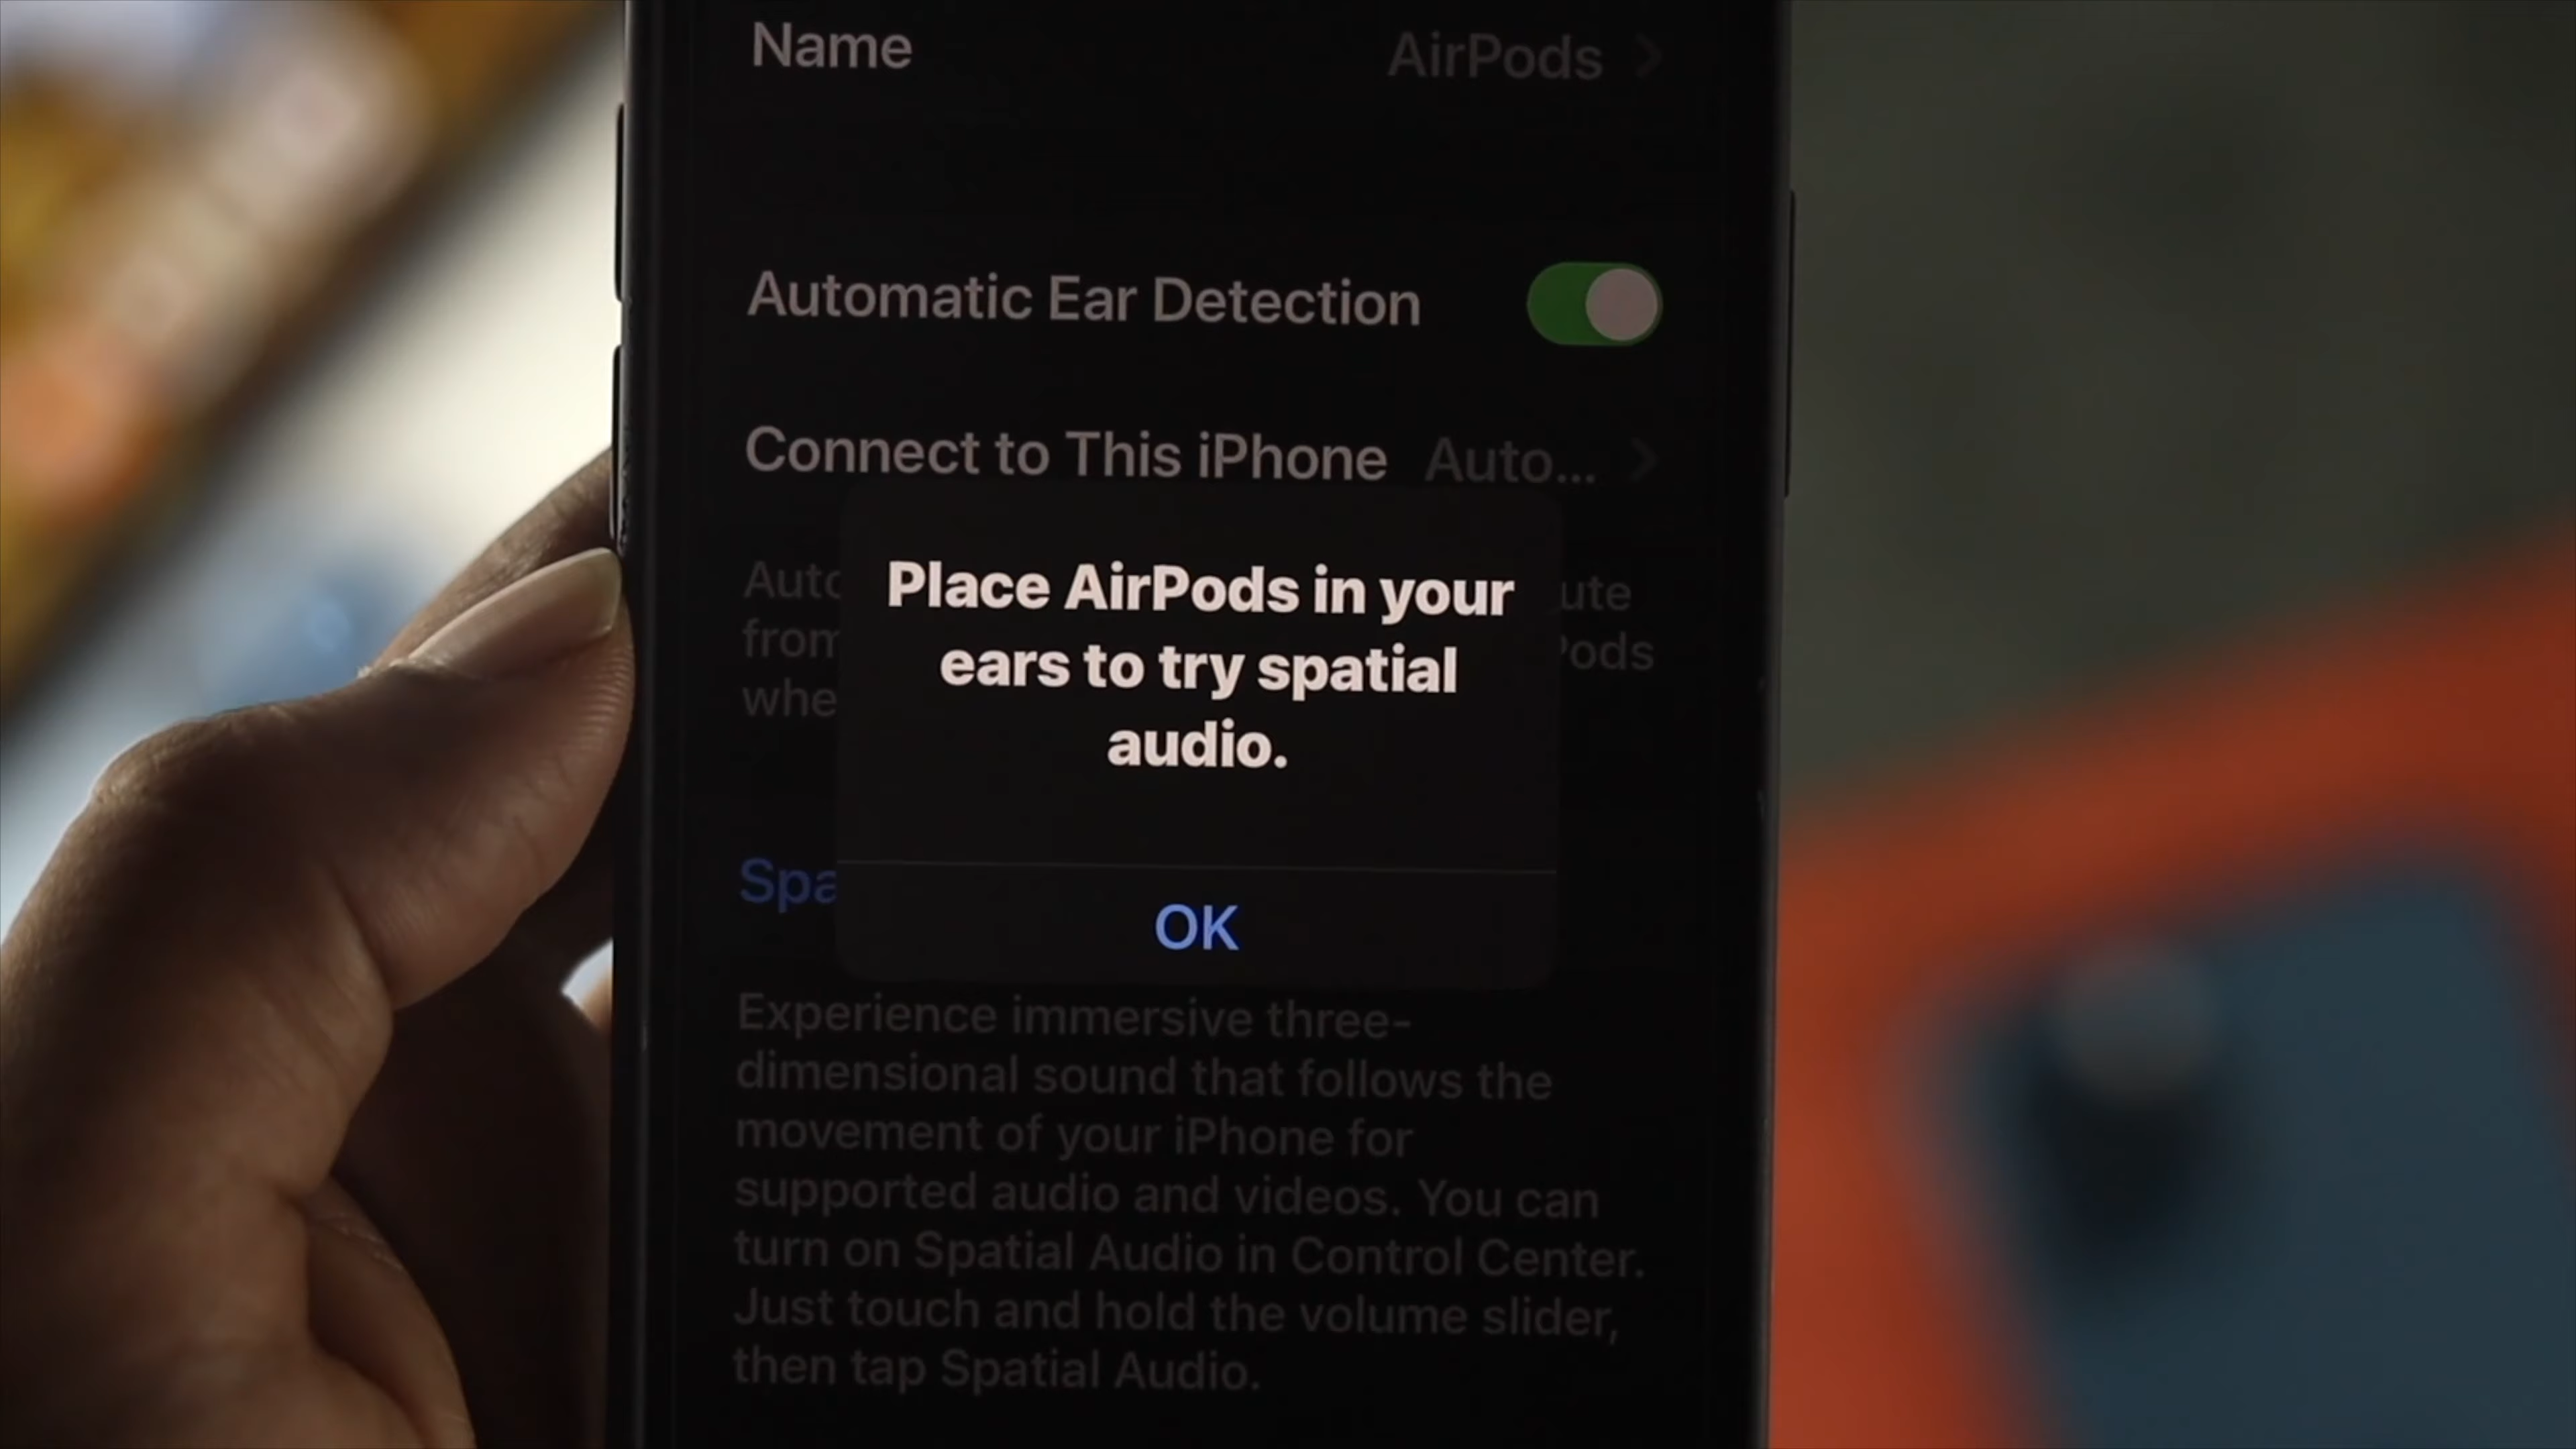 Name AirPods
Automatic Ear Detection
Connect to This iPhone Auto...
Place AirPods in your
ears to try spatial
audio.
OK
Experience immersive three-
dimensional sound that follows the
movement of your iPhone for
supported audio and videos. You can
turn on Spatial Audio in Control Center.
Just touch and hold the volume slider,
then tap Spatial Audio.